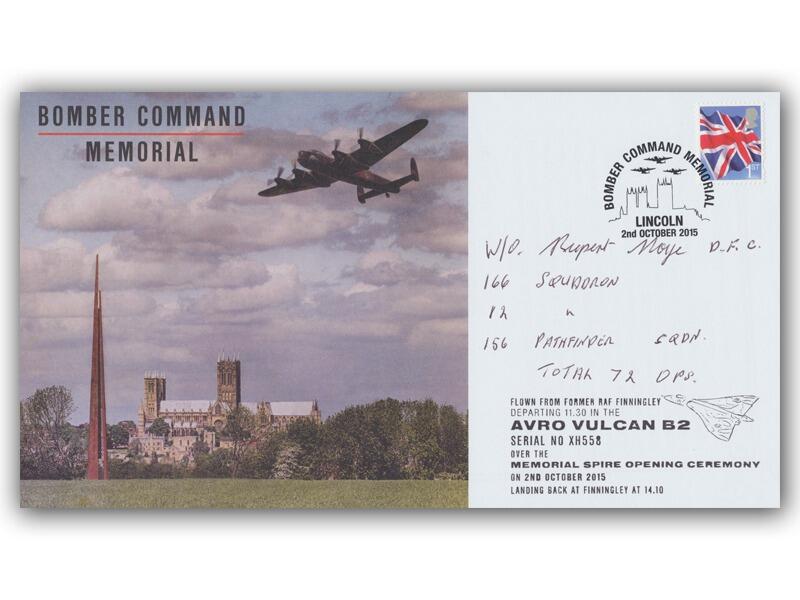 BOMBER COMMAND
MEMORIAL
1ST
BOMBER COMMAND MEMORIAL
LINCOLN
2nd OCTOBER 2015
W/O. Rupert Noye D.F.C.
166 SQUADRON
12 "
156 PATHFINDER SQDN.
TOTAL 72 OPS.
FLOWN FROM FORMER RAF FINNINGLEY
DEPARTING 11.30 IN THE
AVRO VULCAN B2
SERIAL NO XH558
OVER THE
MEMORIAL SPIRE OPENING CEREMONY
ON 2ND OCTOBER 2015
LANDING BACK AT FINNINGLEY AT 14.10